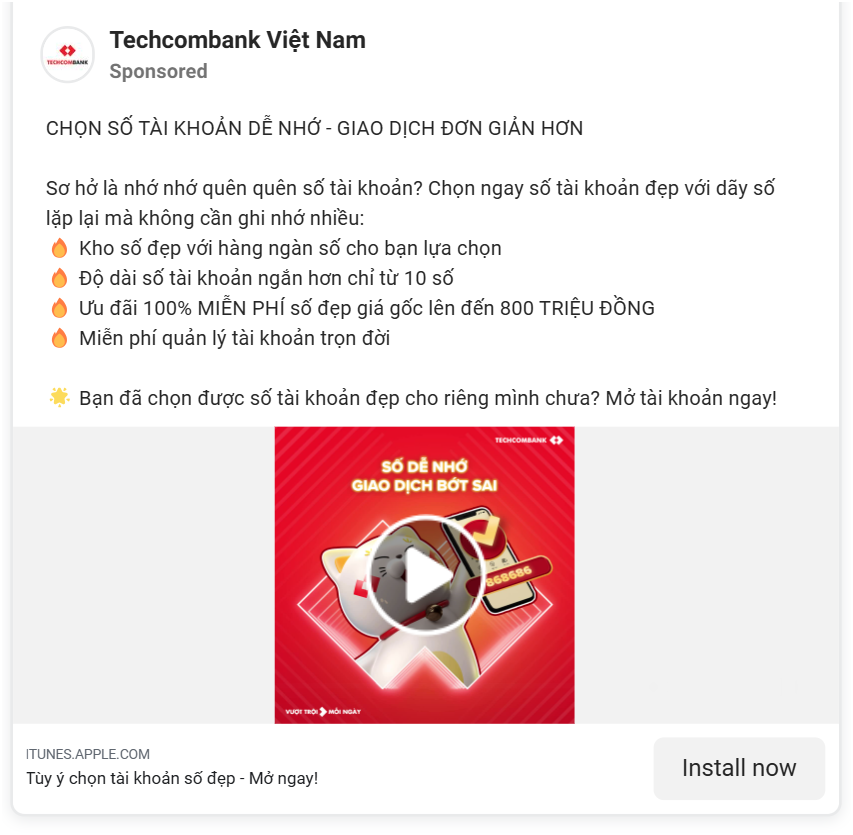 TECHCOMBANK
Techcombank Việt Nam
Sponsored
CHỌN SỐ TÀI KHOẢN DỄ NHỚ - GIAO DỊCH ĐƠN GIẢN HƠN
Sơ hở là nhớ nhớ quên quên số tài khoản? Chọn ngay số tài khoản đẹp với dãy số
lặp lại mà không cần ghi nhớ nhiều:
🔥 Kho số đẹp với hàng ngàn số cho bạn lựa chọn
🔥 Độ dài số tài khoản ngắn hơn chỉ từ 10 số
🔥 Ưu đãi 100% MIỄN PHÍ số đẹp giá gốc lên đến 800 TRIỆU ĐỒNG
🔥 Miễn phí quản lý tài khoản trọn đời
🌟 Bạn đã chọn được số tài khoản đẹp cho riêng mình chưa? Mở tài khoản ngay!
TECHCOMBANK
SỐ DỄ NHỚ
GIAO DỊCH BỚT SAI
868686
VƯỢT TRỘI MỖI NGÀY
ITUNES.APPLE.COM
Tùy ý chọn tài khoản số đẹp - Mở ngay!
Install now